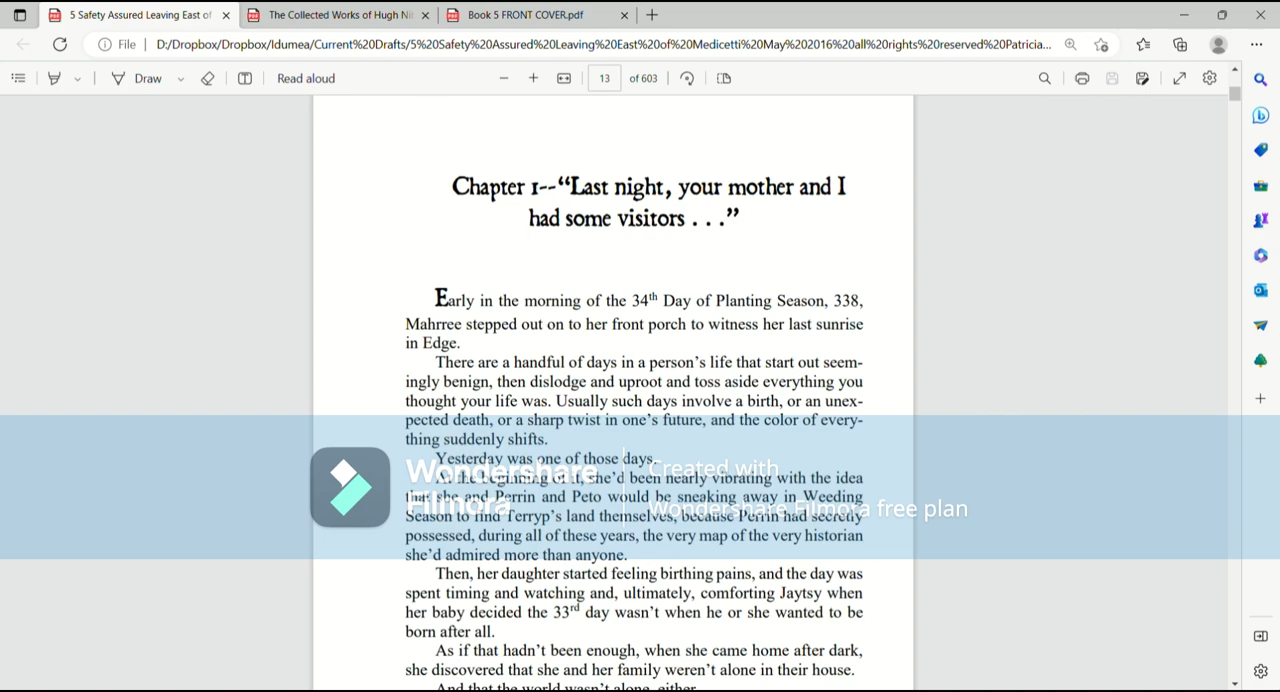 5 Safety Assured Leaving East of
The Collected Works of Hugh Ni
Book 5 FRONT COVER.pdf
File | D:/Dropbox/Dropbox/Idumea/Current%20Drafts/5%20Safety%20Assured%20Leaving%20East%20of%20Medicetti%20May%202016%20all%20rights%20reserved%20Patricia...
Draw
Read aloud
13 of 603
Chapter 1--“Last night, your mother and I
had some visitors . . .”
Early in the morning of the 34th Day of Planting Season, 338,
Mahrree stepped out on to her front porch to witness her last sunrise
in Edge.
There are a handful of days in a person’s life that start out seem-
ingly benign, then dislodge and uproot and toss aside everything you
thought your life was. Usually such days involve a birth, or an unex-
pected death, or a sharp twist in one’s future, and the color of every-
thing suddenly shifts.
Yesterday was one of those days.
At the beginning of it, she’d been nearly vibrating with the idea
that she and Perrin and Peto would be sneaking away in Weeding
Season to find Terryp’s land themselves, because Perrin had secretly
possessed, during all of these years, the very map of the very historian
she’d admired more than anyone.
Wondershare
Filmora
Created with
Wondershare Filmora free plan
Then, her daughter started feeling birthing pains, and the day was
spent timing and watching and, ultimately, comforting Jaytsy when
her baby decided the 33rd day wasn’t when he or she wanted to be
born after all.
As if that hadn’t been enough, when she came home after dark,
she discovered that she and her family weren’t alone in their house.
And that the world wasn’t alone, either.